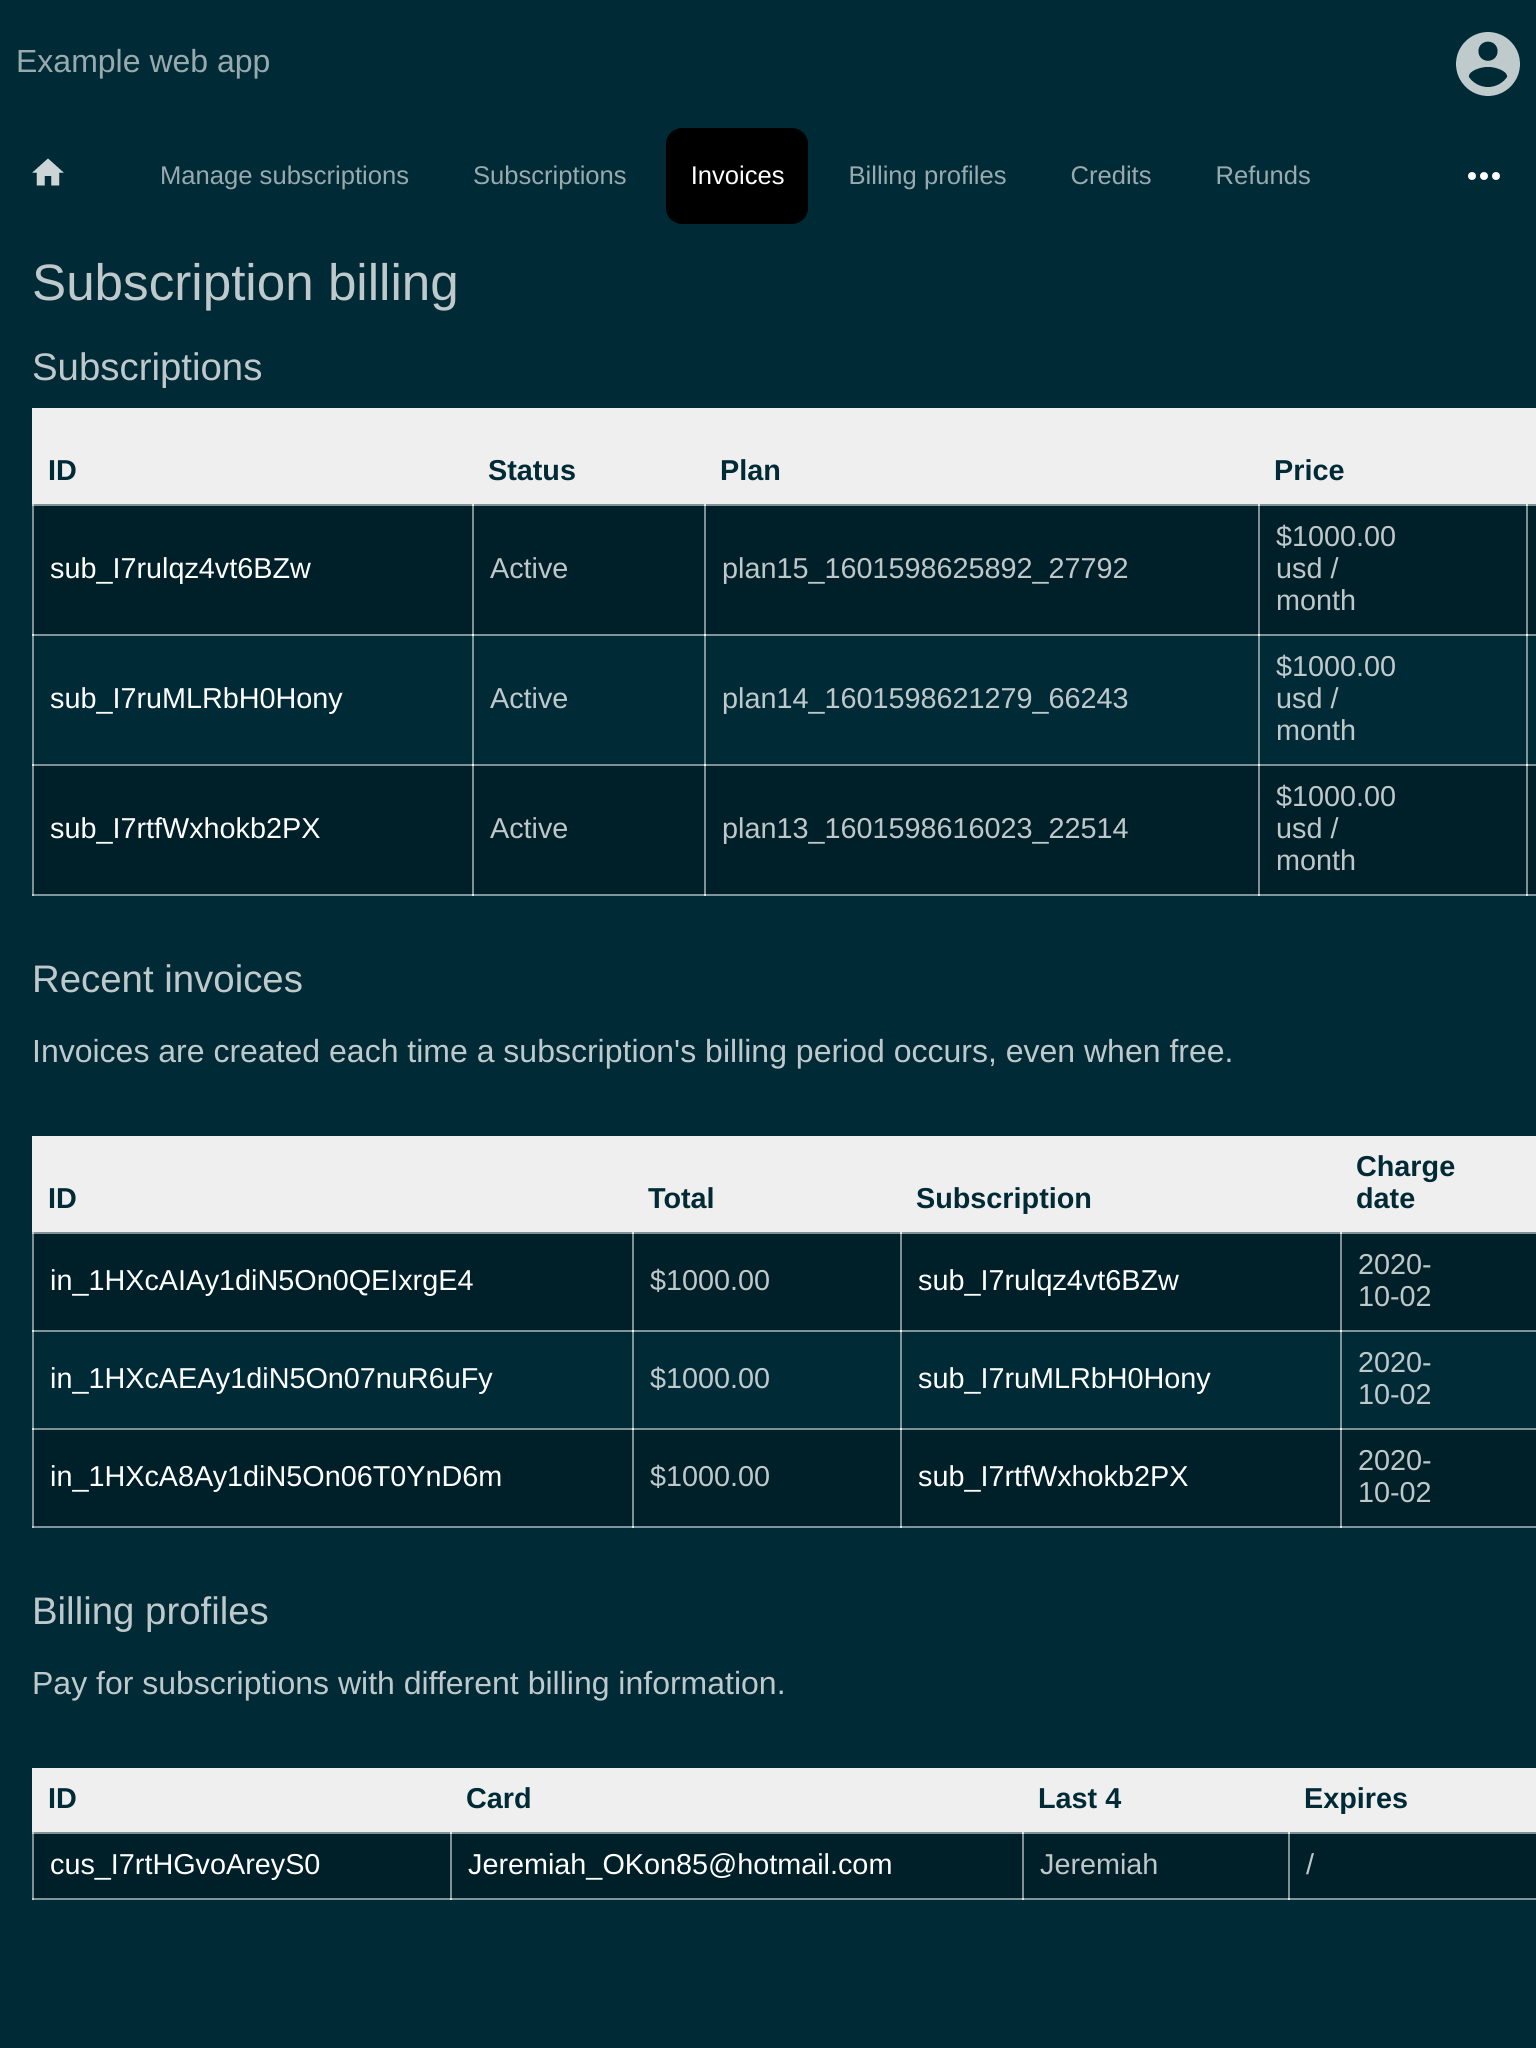 Example web app
Manage subscriptions Subscriptions Invoices Billing profiles Credits Refunds
Subscription billing
Subscriptions
ID Status Plan Price
sub_I7rulqz4vt6BZw Active plan15_1601598625892_27792 $1000.00
usd /
month
sub_I7ruMLRbH0Hony Active plan14_1601598621279_66243 $1000.00
usd /
month
sub_I7rtfWxhokb2PX Active plan13_1601598616023_22514 $1000.00
usd /
month
Recent invoices
Invoices are created each time a subscription's billing period occurs, even when free.
ID Total Subscription Charge
date
in_1HXcAIAy1diN5On0QEIxrgE4 $1000.00 sub_I7rulqz4vt6BZw 2020-
10-02
in_1HXcAEAy1diN5On07nuR6uFy $1000.00 sub_I7ruMLRbH0Hony 2020-
10-02
in_1HXcA8Ay1diN5On06T0YnD6m $1000.00 sub_I7rtfWxhokb2PX 2020-
10-02
Billing profiles
Pay for subscriptions with different billing information.
ID Card Last 4 Expires
cus_I7rtHGvoAreyS0 Jeremiah_OKon85@hotmail.com Jeremiah /